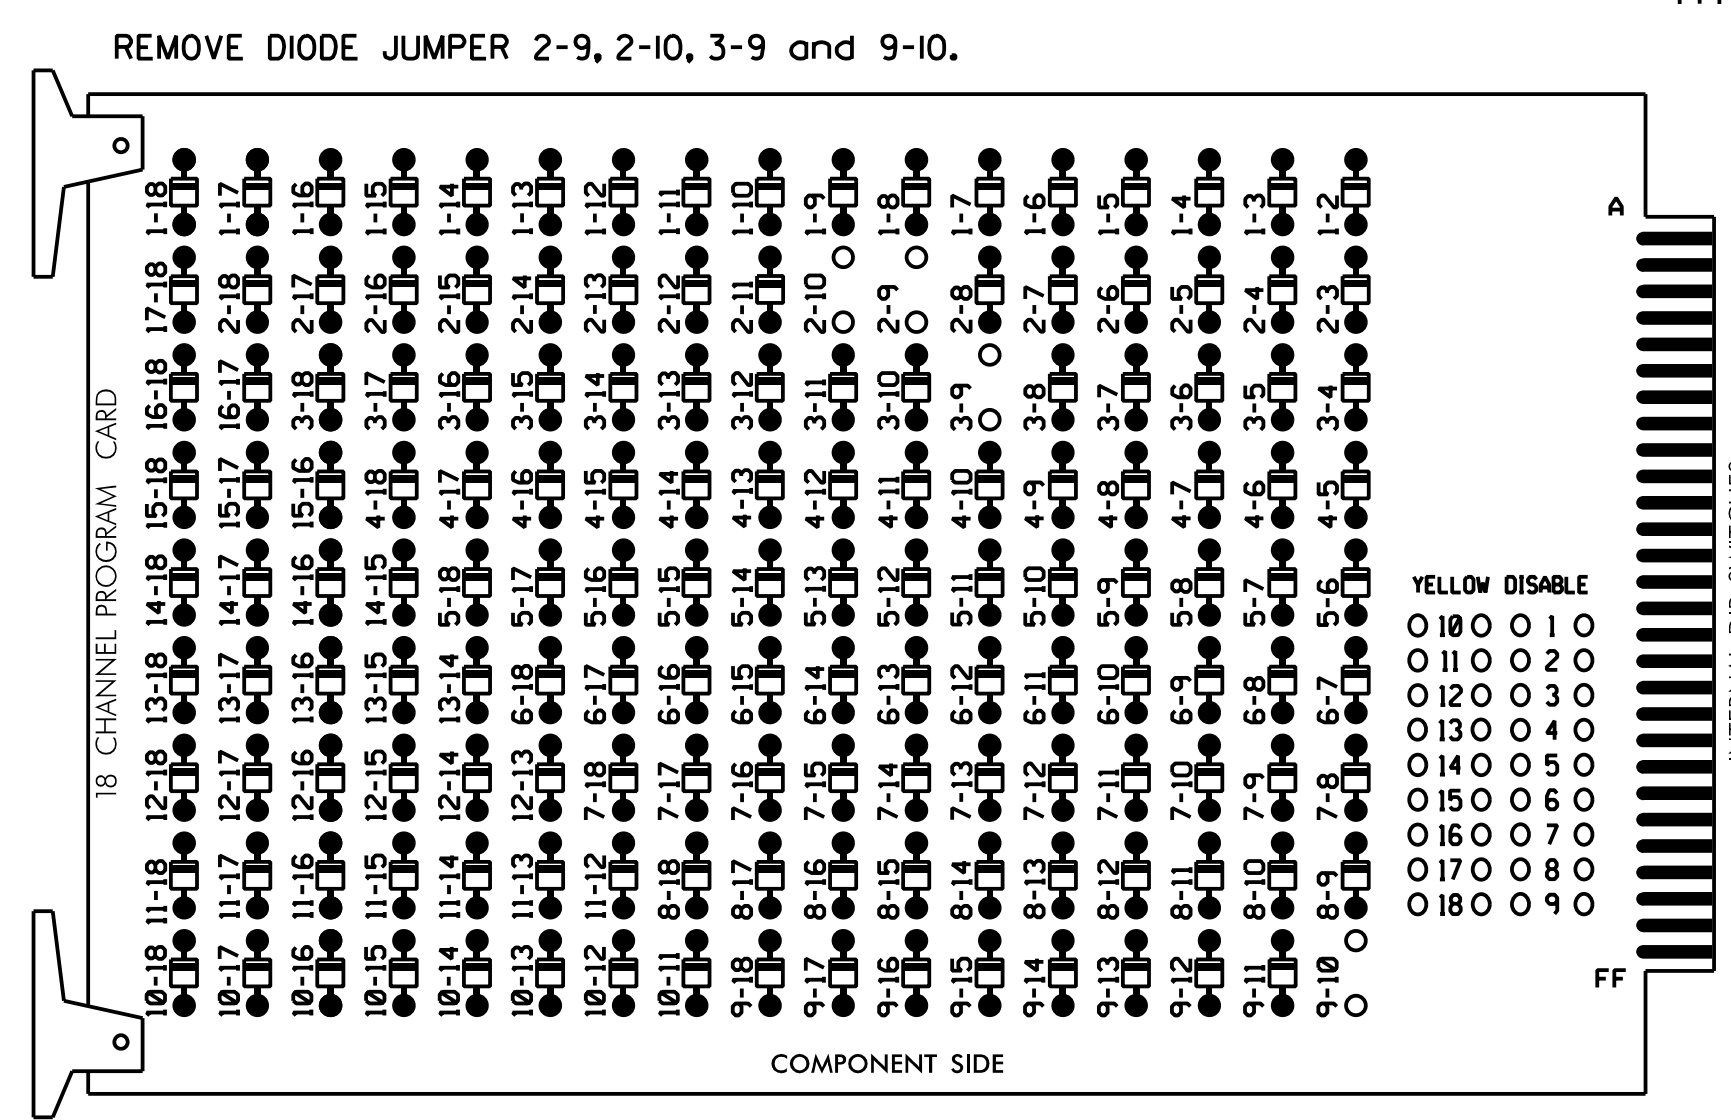 REMOVE DIODE JUMPER 2-9, 2-10, 3-9 and 9-10.
1-18 1-17 1-16 1-15 1-14 1-13 1-12 1-11 1-10 1-9 1-8 1-7 1-6 1-5 1-4 1-3 1-2
A
17-18 2-18 2-17 2-16 2-15 2-14 2-13 2-12 2-11 2-10 2-9 2-8 2-7 2-6 2-5 2-4 2-3
16-18 16-17 3-18 3-17 3-16 3-15 3-14 3-13 3-12 3-11 3-10 3-9 3-8 3-7 3-6 3-5 3-4
15-18 15-17 15-16 4-18 4-17 4-16 4-15 4-14 4-13 4-12 4-11 4-10 4-9 4-8 4-7 4-6 4-5
14-18 14-17 14-16 14-15 5-18 5-17 5-16 5-15 5-14 5-13 5-12 5-11 5-10 5-9 5-8 5-7 5-6
13-18 13-17 13-16 13-15 13-14 6-18 6-17 6-16 6-15 6-14 6-13 6-12 6-11 6-10 6-9 6-8 6-7
12-18 12-17 12-16 12-15 12-14 12-13 7-18 7-17 7-16 7-15 7-14 7-13 7-12 7-11 7-10 7-9 7-8
11-18 11-17 11-16 11-15 11-14 11-13 11-12 8-18 8-17 8-16 8-15 8-14 8-13 8-12 8-11 8-10 8-9
10-18 10-17 10-16 10-15 10-14 10-13 10-12 10-11 9-18 9-17 9-16 9-15 9-14 9-13 9-12 9-11 9-10
18 CHANNEL PROGRAM CARD
YELLOW DISABLE
10 1
11 2
12 3
13 4
14 5
15 6
16 7
17 8
18 9
FF
COMPONENT SIDE